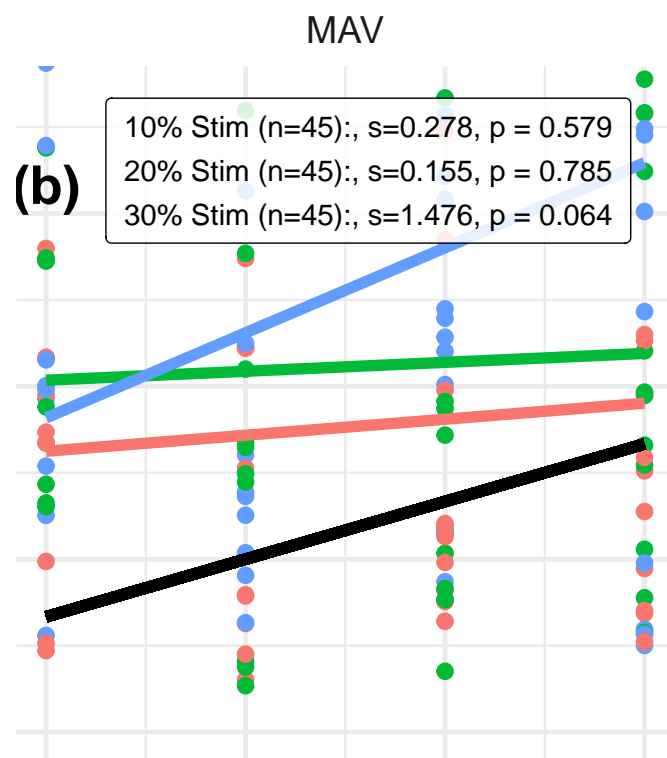 MAV
10% Stim (n=45):, s=0.278, p = 0.579
20% Stim (n=45):, s=0.155, p = 0.785
(b)
30% Stim (n=45):, s=1.476, p = 0.064